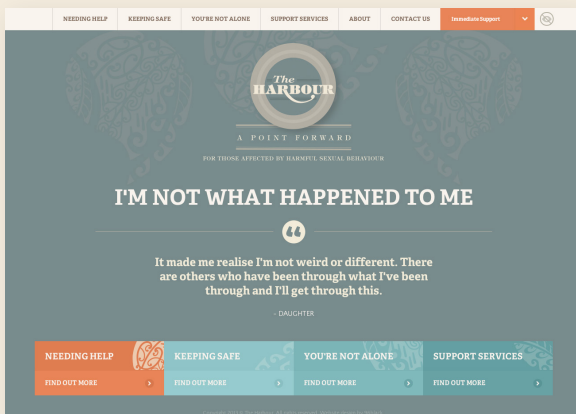 NEEDING HELP
KEEPING SAFE
YOU'RE NOT ALONE
SUPPORT SERVICES
ABOUT
CONTACT US
Immediate Support
The
HARBOUR
A POINT FORWARD
FOR THOSE AFFECTED BY HARMFUL SEXUAL BEHAVIOUR
I'M NOT WHAT HAPPENED TO ME
“
It made me realise I'm not weird or different. There
are others who have been through what I've been
through and I'll get through this.
- DAUGHTER
NEEDING HELP
KEEPING SAFE
YOU'RE NOT ALONE
SUPPORT SERVICES
FIND OUT MORE
FIND OUT MORE
FIND OUT MORE
FIND OUT MORE